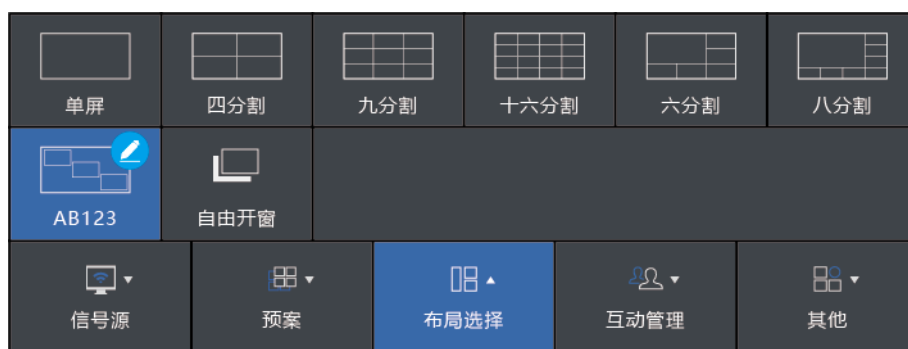 单屏
四分割
九分割
十六分割
六分割
八分割
AB123
自由开窗
信号源
预案
布局选择
互动管理
其他